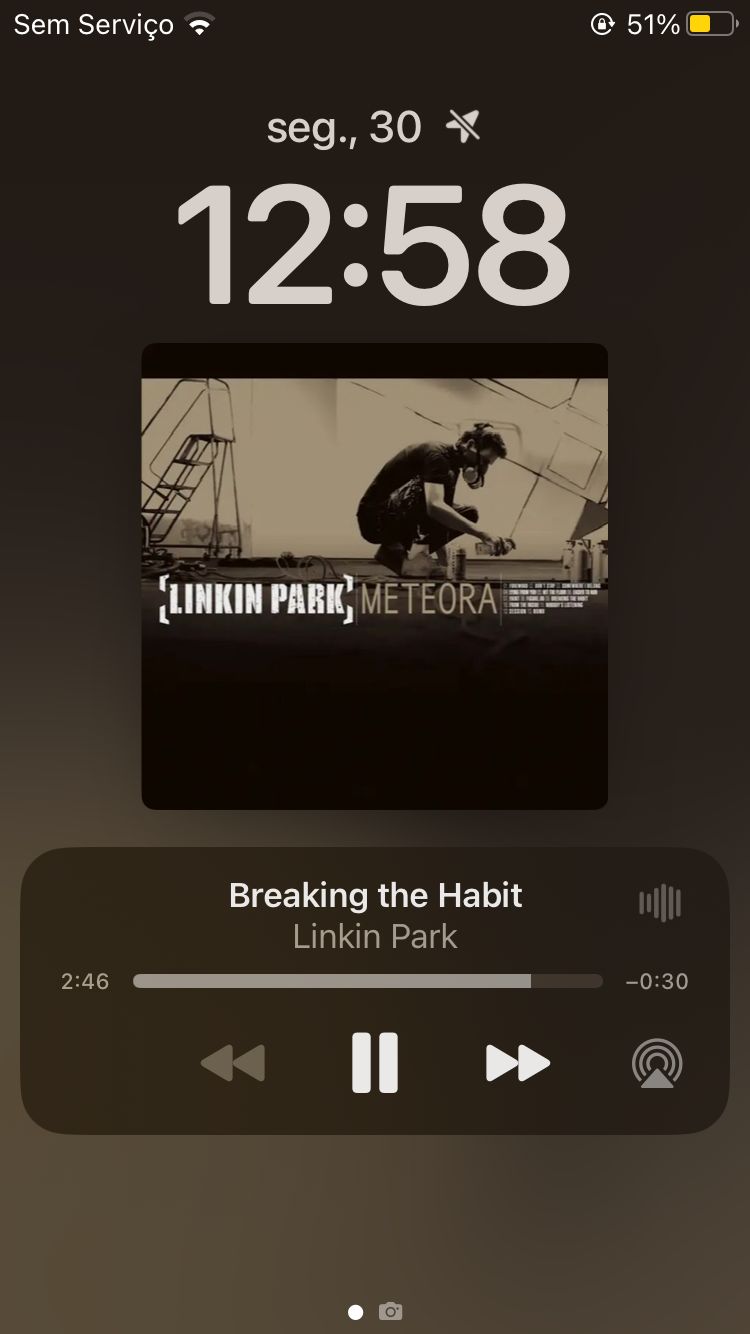 Sem Serviço 51%
seg., 30
12:58
[LINKIN PARK] METEORA
Breaking the Habit
Linkin Park
2:46 –0:30